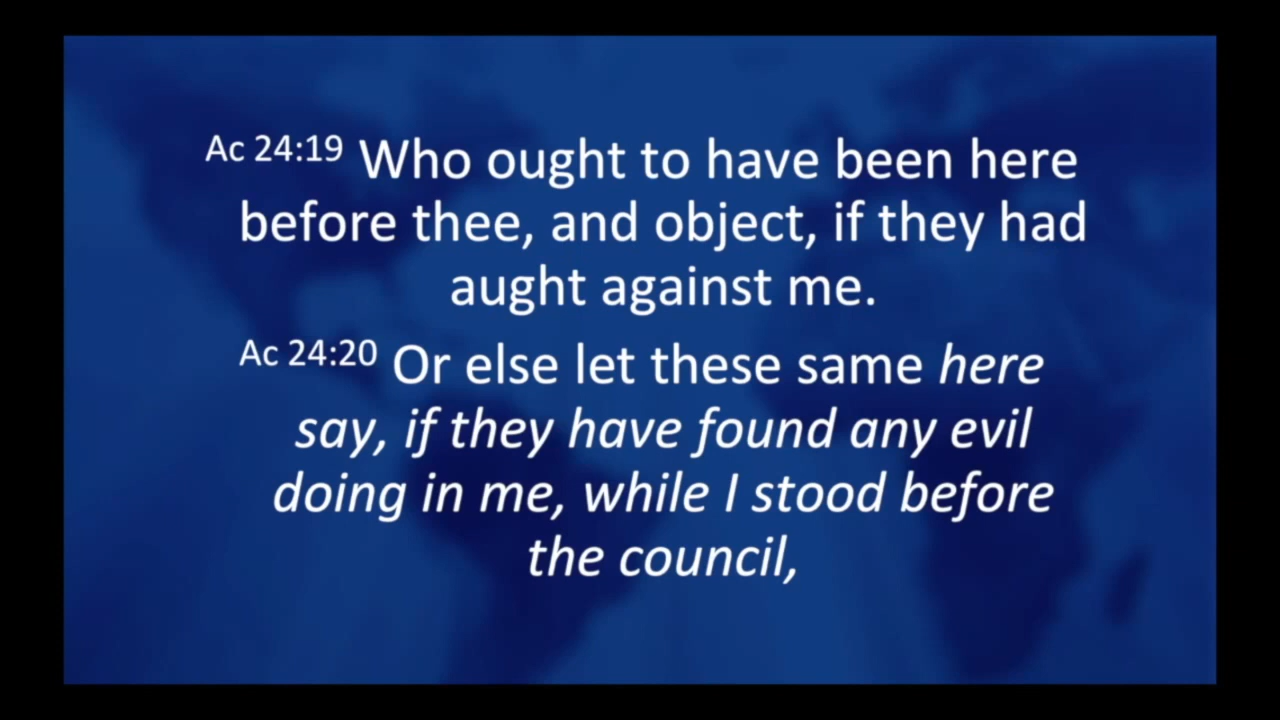 Ac 24:19 Who ought to have been here
before thee, and object, if they had
aught against me.
Ac 24:20 Or else let these same here
say, if they have found any evil
doing in me, while I stood before
the council,